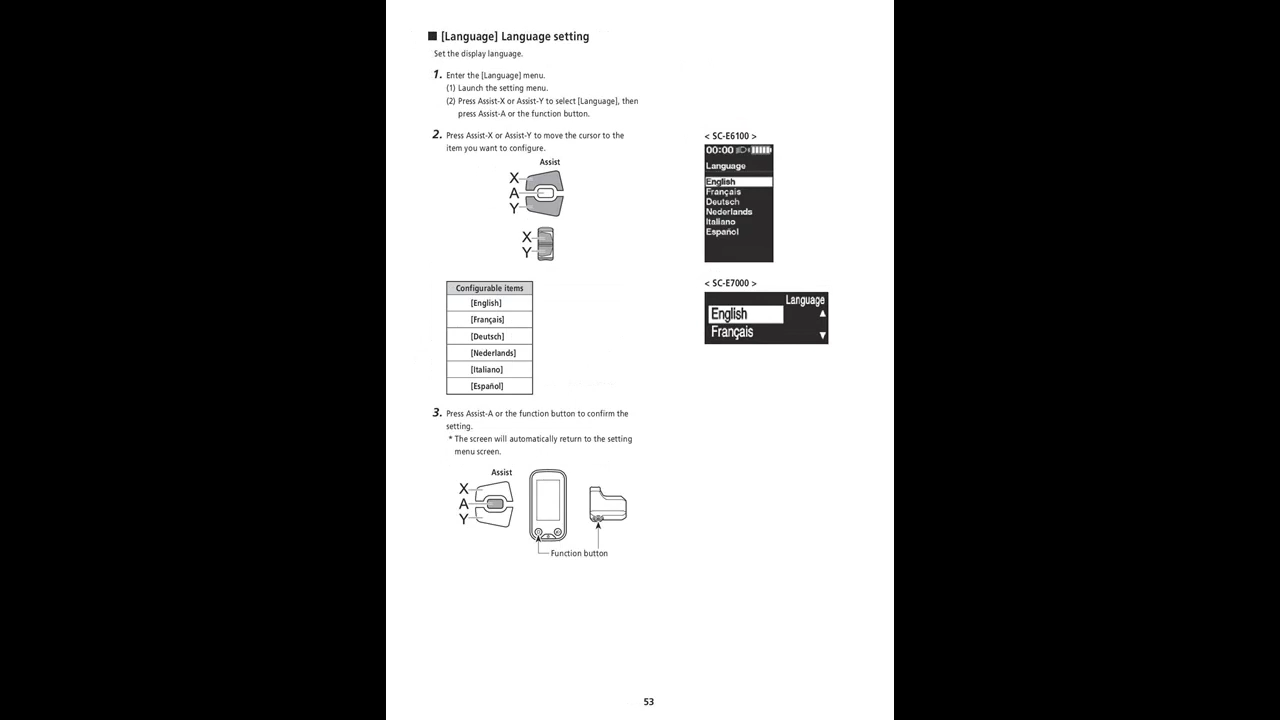 ■ [Language] Language setting
Set the display language.
1. Enter the [Language] menu.
(1) Launch the setting menu.
(2) Press Assist-X or Assist-Y to select [Language], then
press Assist-A or the function button.
2. Press Assist-X or Assist-Y to move the cursor to the
item you want to configure.
Assist
X
A
Y
X
Y
< SC-E6100 >
00:00
Language
English
Français
Deutsch
Nederlands
Italiano
Español
< SC-E7000 >
Language
English
Français
Configurable items
[English]
[Français]
[Deutsch]
[Nederlands]
[Italiano]
[Español]
3. Press Assist-A or the function button to confirm the
setting.
* The screen will automatically return to the setting
menu screen.
Assist
X
A
Y
Function button
53